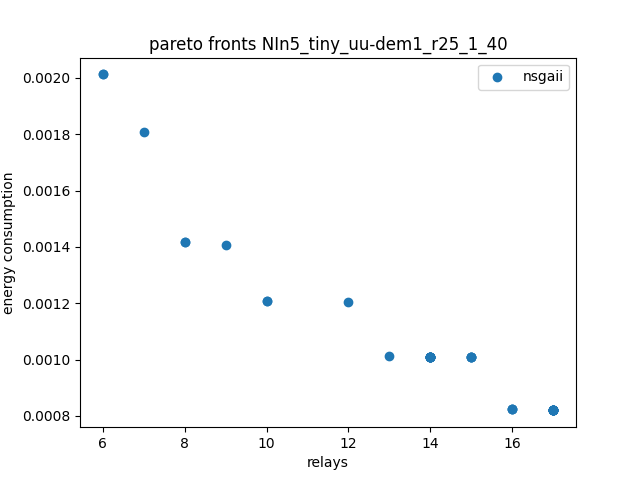 pareto fronts NIn5_tiny_uu-dem1_r25_1_40
nsgaii
0.0020
0.0018
0.0016
0.0014
0.0012
0.0010
0.0008
energy consumption
6 8 10 12 14 16
relays